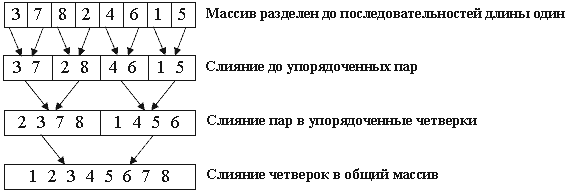 3 7 8 2 4 6 1 5 Массив разделен до последовательностей длины один
3 7 2 8 4 6 1 5 Слияние до упорядоченных пар
2 3 7 8 1 4 5 6 Слияние пар в упорядоченные четверки
1 2 3 4 5 6 7 8 Слияние четверок в общий массив